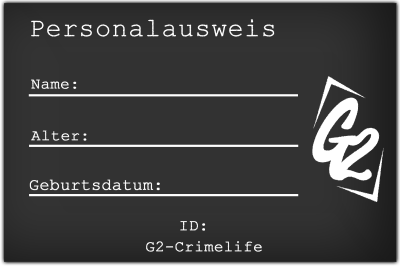 Personalausweis
Name:
Alter:
Geburtsdatum:
G2
ID:
G2-Crimelife